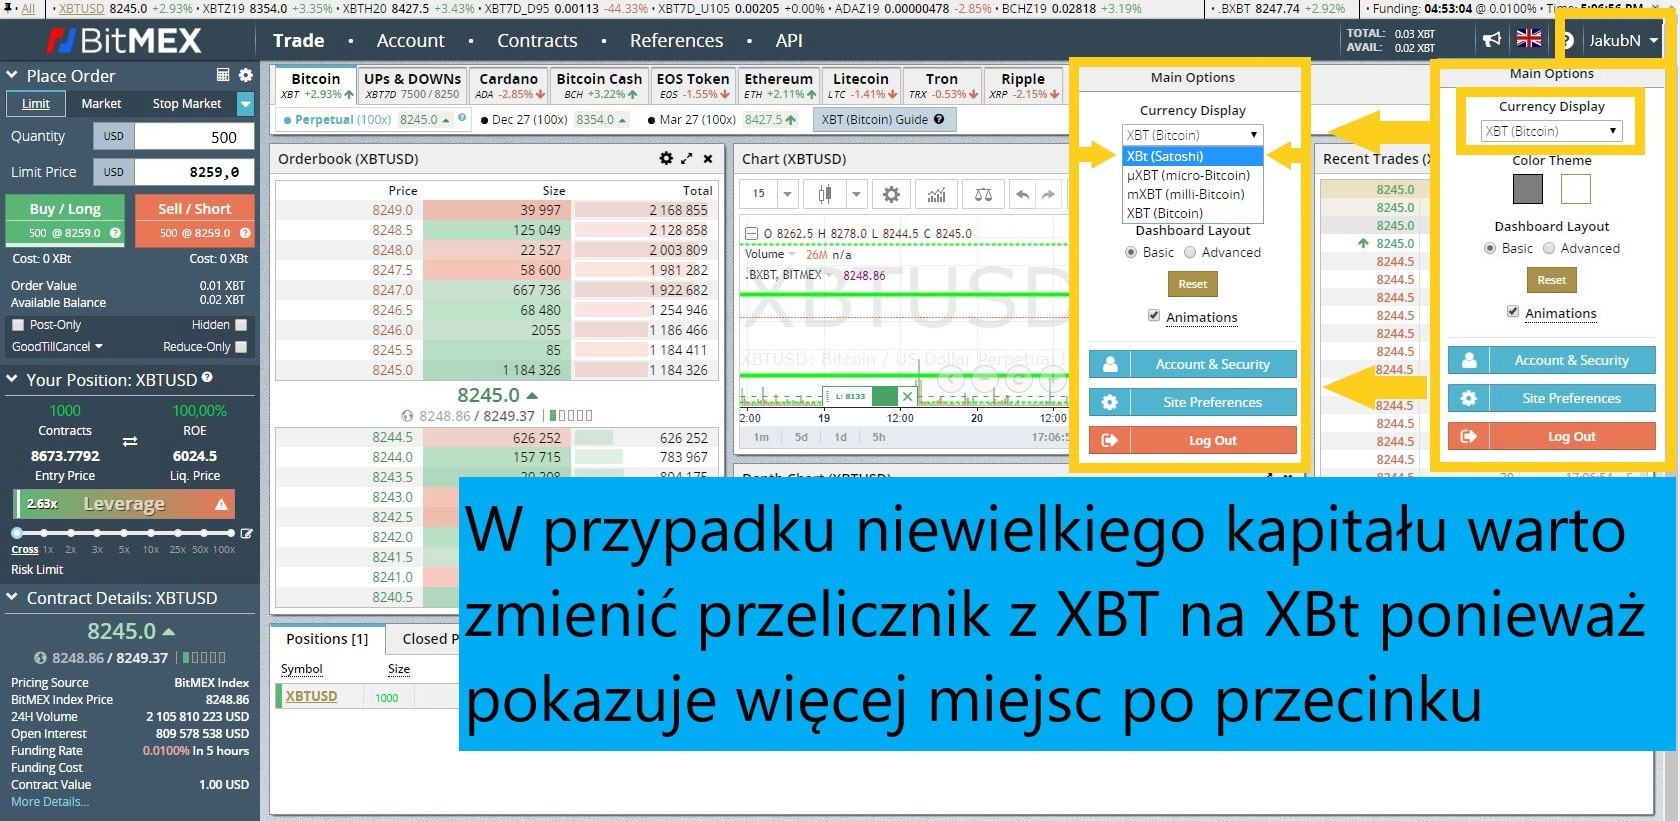 All
XBTUSD 8245.0 +2.93% • XBTZ19 8354.0 +3.35% • XBTH20 8427.5 +3.43% • XBT7D_D95 0.00113 -44.33% • XBT7D_U105 0.00205 +0.00% • ADAZ19 0.00000478 -2.85% • BCHZ19 0.02818 +3.19%
• .BXBT 8247.74 +2.92%
• Funding: 04:53:04 @ 0.0100% • Time: 5:06:56 PM
BitMEX
Trade • Account • Contracts • References • API
TOTAL: 0.03 XBT
AVAIL: 0.02 XBT
JakubN
Place Order
Limit Market Stop Market
Quantity USD 500
Limit Price USD 8259,0
Buy / Long
500 @ 8259.0
Sell / Short
500 @ 8259.0
Cost: 0 XBt Cost: 0 XBt
Order Value 0.01 XBT
Available Balance 0.02 XBT
Post-Only Hidden
GoodTillCancel Reduce-Only
Your Position: XBTUSD
1000 100,00%
Contracts ROE
8673.7792 6024.5
Entry Price Liq. Price
2.63x Leverage
Cross 1x 2x 3x 5x 10x 25x 50x 100x
Risk Limit
Contract Details: XBTUSD
8245.0
8248.86 / 8249.37
Pricing Source BitMEX Index
BitMEX Index Price 8248.86
24H Volume 2 105 810 223 USD
Open Interest 809 578 538 USD
Funding Rate 0.0100% In 5 hours
Funding Cost
Contract Value 1.00 USD
More Details...
Bitcoin
XBT +2.93%
UPs & DOWNs
XBT7D 7500 / 8250
Cardano
ADA -2.85%
Bitcoin Cash
BCH +3.22%
EOS Token
EOS -1.55%
Ethereum
ETH +2.11%
Litecoin
LTC -1.41%
Tron
TRX -0.53%
Ripple
XRP -2.15%
Perpetual (100x) 8245.0 Dec 27 (100x) 8354.0 Mar 27 (100x) 8427.5 XBT (Bitcoin) Guide
Orderbook (XBTUSD)
Price Size Total
8249.0 39 997 2 168 855
8248.5 125 049 2 128 858
8248.0 22 527 2 003 809
8247.5 58 600 1 981 282
8247.0 667 736 1 922 682
8246.5 68 480 1 254 946
8246.0 2055 1 186 466
8245.5 85 1 184 411
8245.0 1 184 326 1 184 326
8245.0
8248.86 / 8249.37
8244.5 626 252 626 252
8244.0 157 715 783 967
8243.5
8243.0
8242.5
8242.0
8241.5
8241.0
8240.5
Chart (XBTUSD)
15
O 8262.5 H 8278.0 L 8244.5 C 8245.0
Volume 26M n/a
.BXBT, BITMEX 8248.86
XBTUSD
XBTUSD: Bitcoin / US Dollar Perpetual
L: 8133
2:00 19 12:00 20 12:00
1m 5d 1d 5h 17:06:5
Depth Chart (XBTUSD)
Main Options
Currency Display
XBT (Bitcoin)
XBt (Satoshi)
µXBT (micro-Bitcoin)
mXBT (milli-Bitcoin)
XBT (Bitcoin)
Dashboard Layout
Basic Advanced
Reset
Animations
Account & Security
Site Preferences
Log Out
Recent Trades (X
8245.0
8245.0
8245.0
8245.0
8244.5
8244.5
8244.5
8244.5
8244.5
8244.5
8244.5
8244.5
8244.5
8244.5
17:06:54
Main Options
Currency Display
XBT (Bitcoin)
Color Theme
Dashboard Layout
Basic Advanced
Reset
Animations
Account & Security
Site Preferences
Log Out
Positions [1] Closed P
Symbol Size
XBTUSD 1000
W przypadku niewielkiego kapitału warto
zmienić przelicznik z XBT na XBt ponieważ
pokazuje więcej miejsc po przecinku